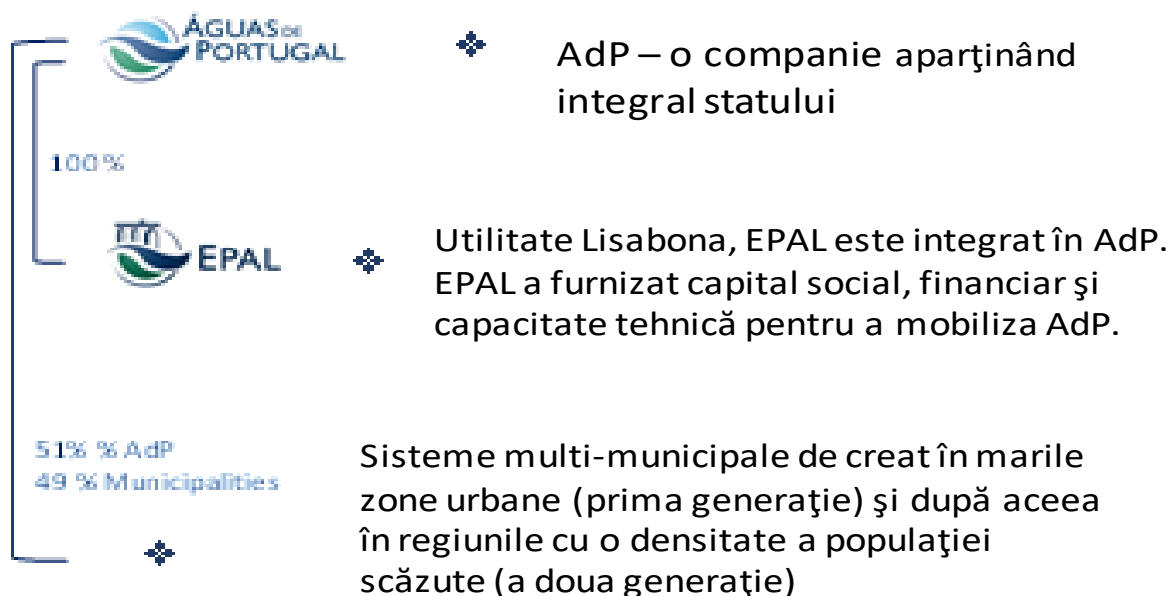 ÁGUAS DE
PORTUGAL
AdP – o companie aparţinând
integral statului
100 %
EPAL
Utilitate Lisabona, EPAL este integrat în AdP.
EPAL a furnizat capital social, financiar şi
capacitate tehnică pentru a mobiliza AdP.
51% % AdP
49 % Municipalities
Sisteme multi-municipale de creat în marile
zone urbane (prima generaţie) şi după aceea
în regiunile cu o densitate a populaţiei
scăzute (a doua generaţie)